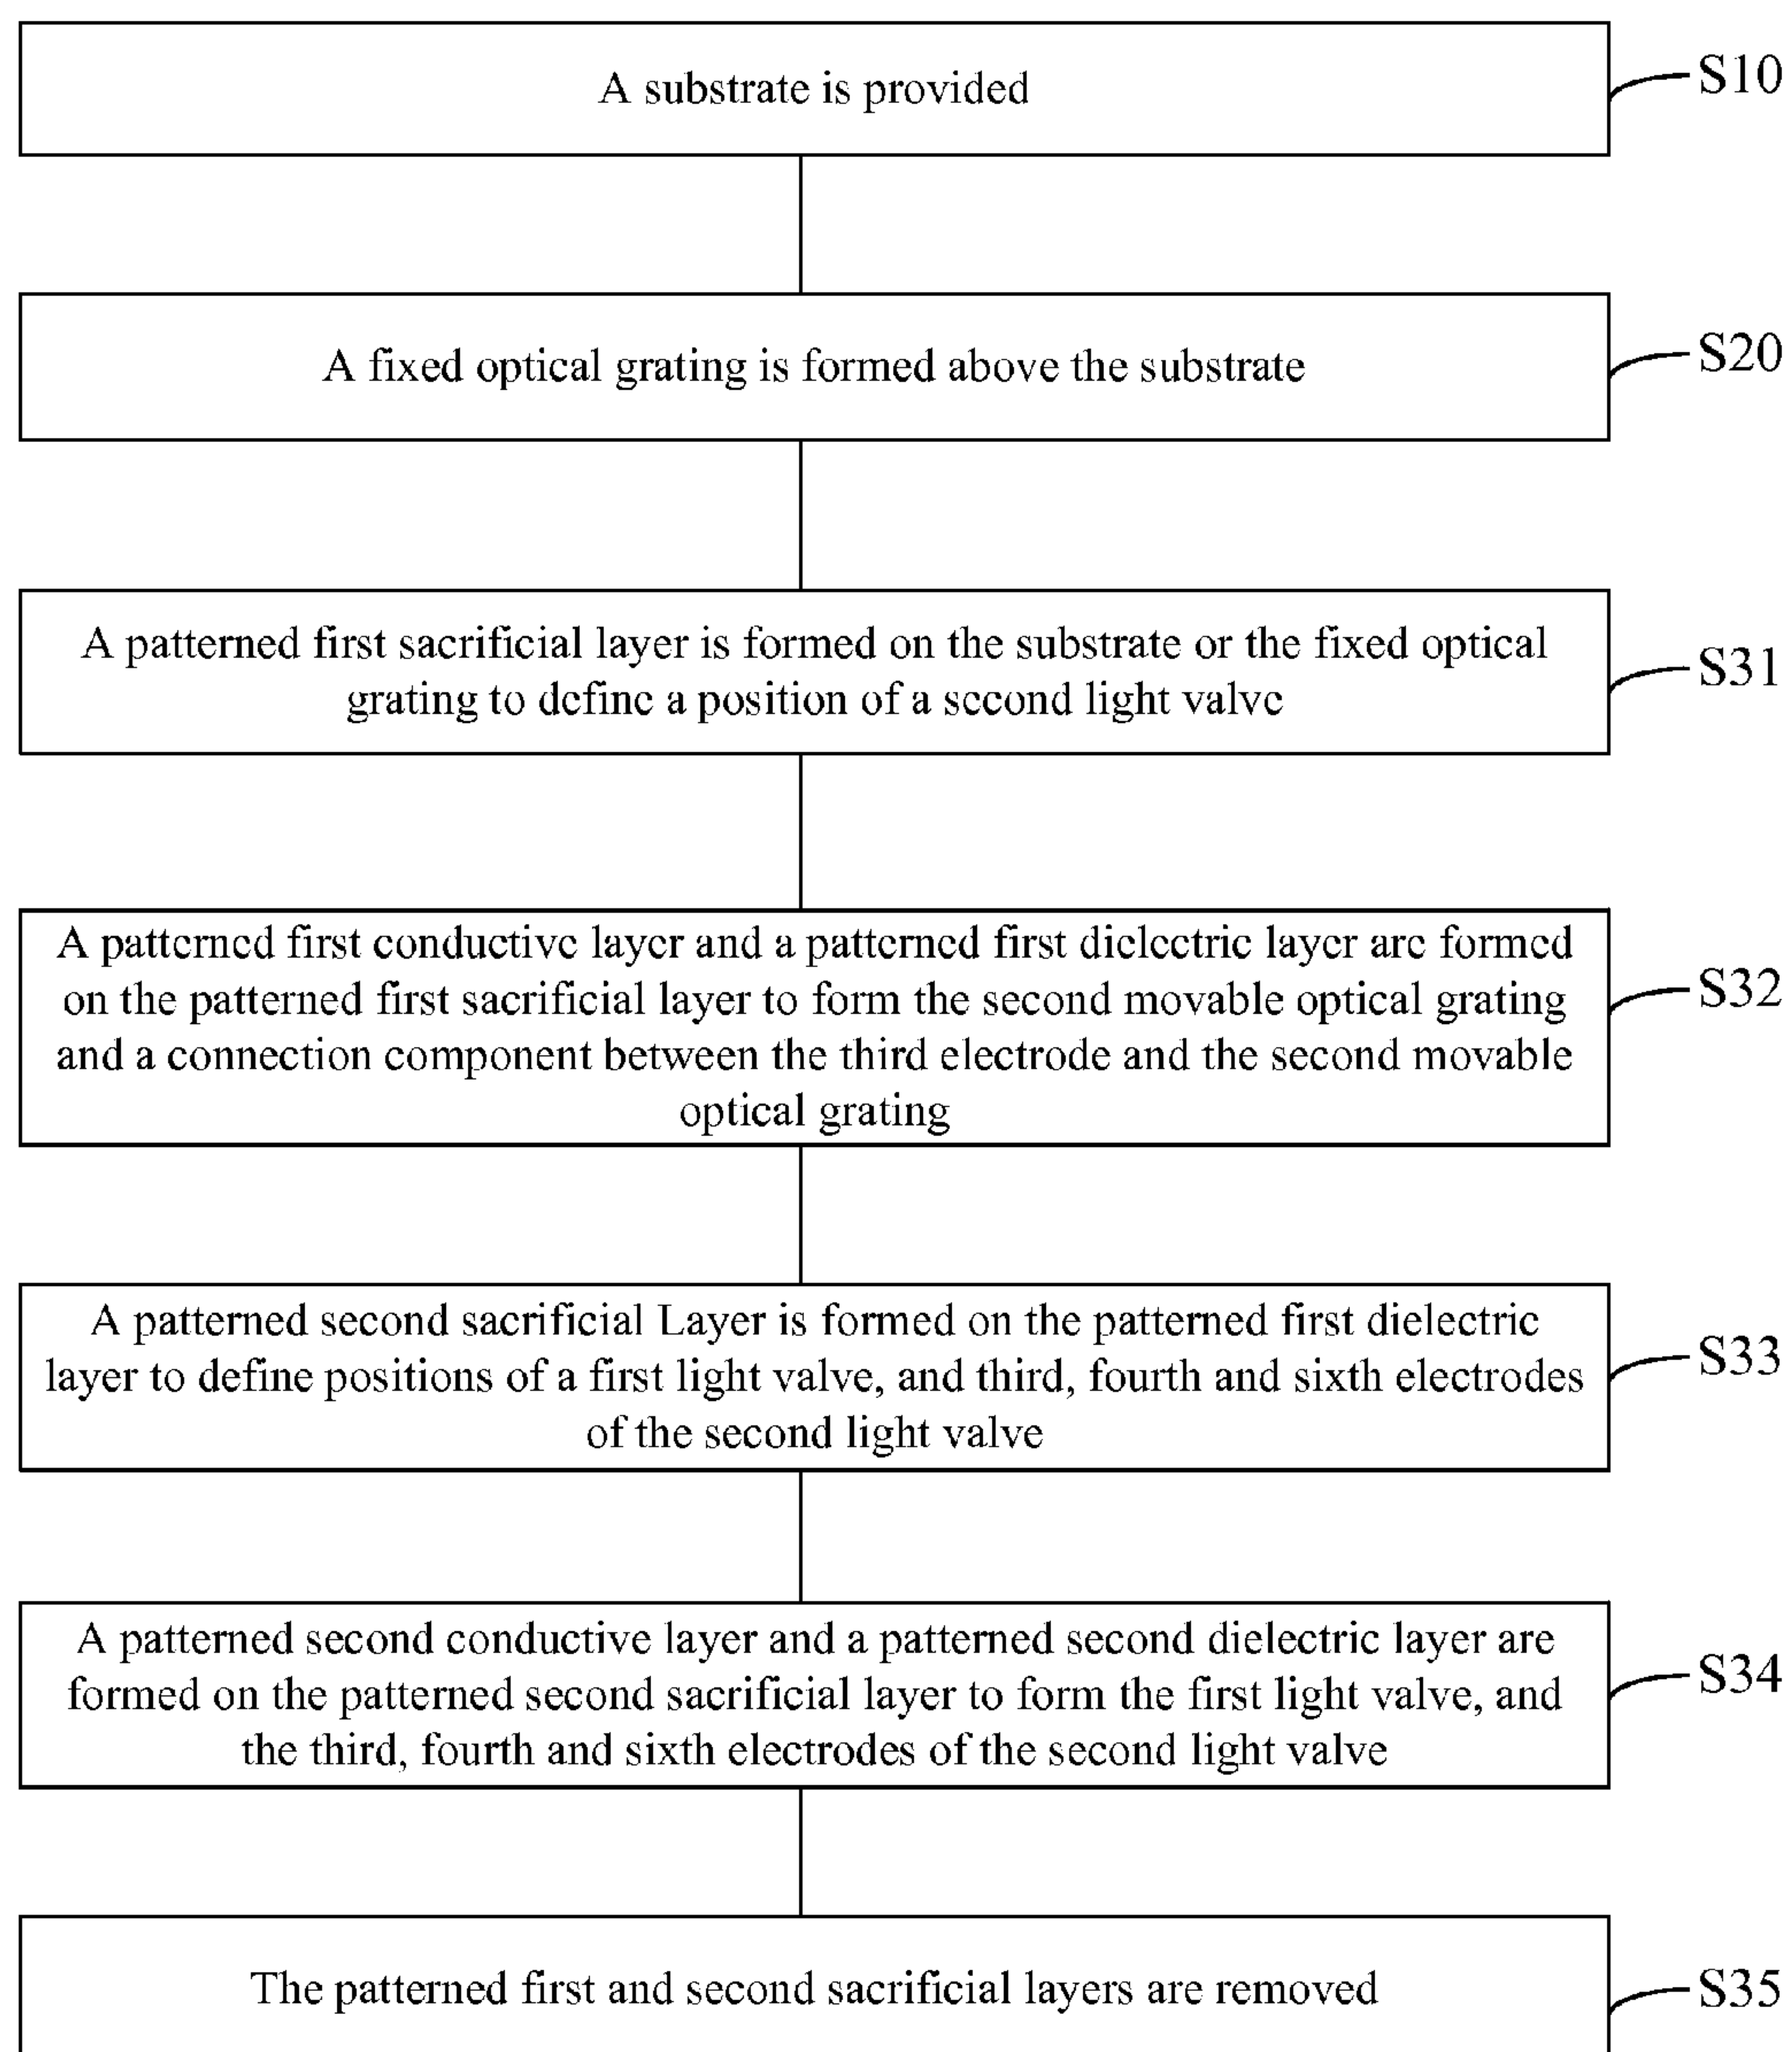 A substrate is provided
S10
A fixed optical grating is formed above the substrate
S20
A patterned first sacrificial layer is formed on the substrate or the fixed optical
grating to define a position of a second light valve
S31
A patterned first conductive layer and a patterned first dielectric layer are formed
on the patterned first sacrificial layer to form the second movable optical grating
and a connection component between the third electrode and the second movable
optical grating
S32
A patterned second sacrificial Layer is formed on the patterned first dielectric
layer to define positions of a first light valve, and third, fourth and sixth electrodes
of the second light valve
S33
A patterned second conductive layer and a patterned second dielectric layer are
formed on the patterned second sacrificial layer to form the first light valve, and
the third, fourth and sixth electrodes of the second light valve
S34
The patterned first and second sacrificial layers are removed
S35